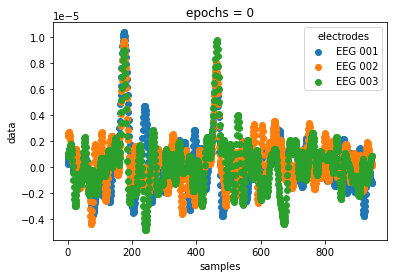 epochs = 0
1e−5
electrodes
EEG 001
EEG 002
EEG 003
1.0
0.8
0.6
0.4
0.2
0.0
−0.2
−0.4
data
0 200 400 600 800
samples